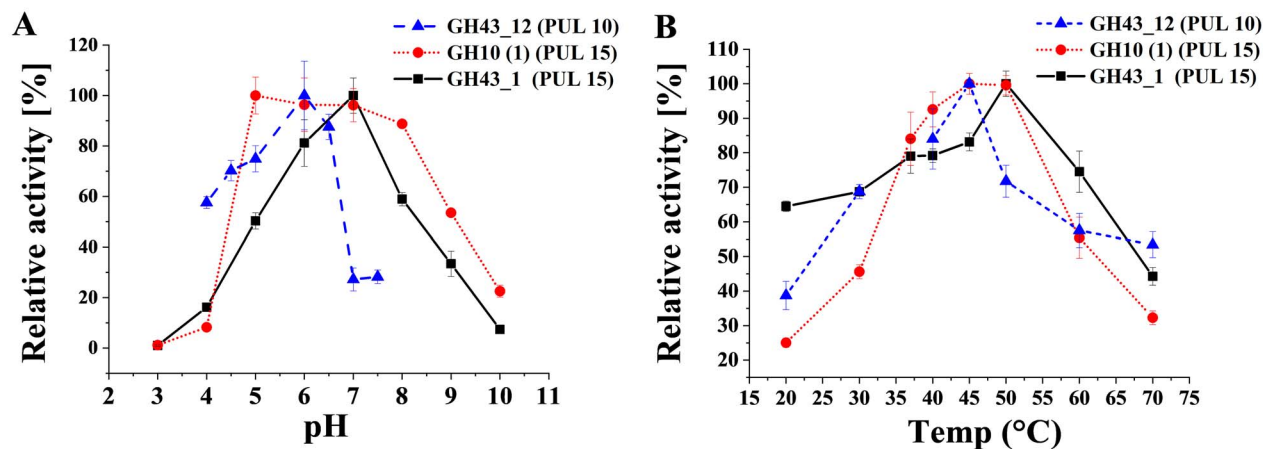 A
GH43_12 (PUL 10)
GH10 (1) (PUL 15)
GH43_1 (PUL 15)
Relative activity [%]
120
100
80
60
40
20
0
2 3 4 5 6 7 8 9 10 11
pH
B
GH43_12 (PUL 10)
GH10 (1) (PUL 15)
GH43_1 (PUL 15)
Relative activity [%]
110
100
90
80
70
60
50
40
30
20
15 20 25 30 35 40 45 50 55 60 65 70 75
Temp (°C)